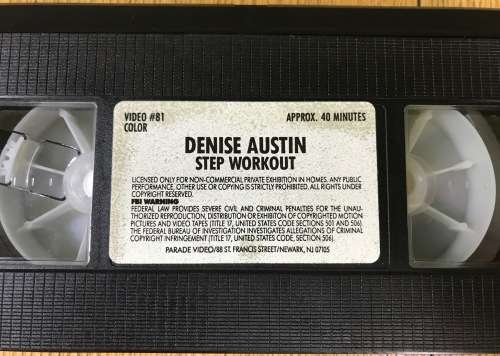 VIDEO #81 APPROX. 40 MINUTES
COLOR
DENISE AUSTIN
STEP WORKOUT
LICENSED ONLY FOR NON-COMMERCIAL PRIVATE EXHIBITION IN HOMES. ANY PUBLIC
PERFORMANCE, OTHER USE OR COPYING IS STRICTLY PROHIBITED. ALL RIGHTS UNDER
COPYRIGHT RESERVED.
FBI WARNING
FEDERAL LAW PROVIDES SEVERE CIVIL AND CRIMINAL PENALTIES FOR THE UNAU-
THORIZED REPRODUCTION, DISTRIBUTION OR EXHIBITON OF COPYRIGHTED MOTION
PICTURES AND VIDEO TAPES (TITLE 17, UNITED STATES CODE SECTIONS 501 AND 506).
THE FEDERAL BUREAU OF INVESTIGATION INVESTIGATES ALLEGATIONS OF CRIMINAL
COPYRIGHT INFRINGEMENT (TITLE 17, UNITED STATES CODE, SECTION 506).
PARADE VIDEO/88 ST. FRANCIS STREET/NEWARK, NJ 07105